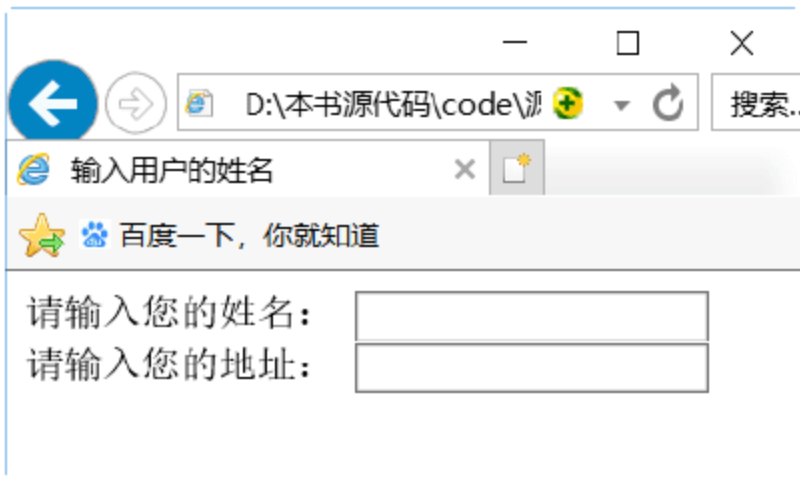 D:\本书源代码\code\源
搜索...
输入用户的姓名
百度一下，你就知道
请输入您的姓名：
请输入您的地址：